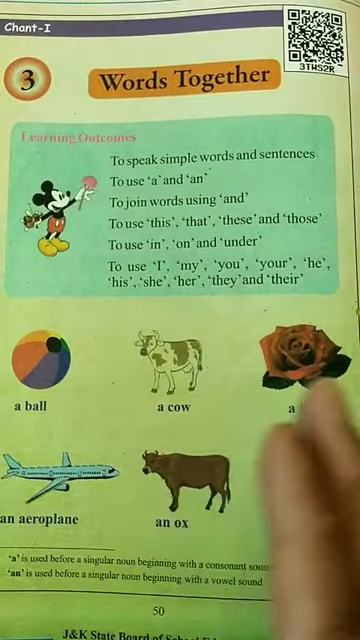 Chant-I
3TWS2R
3
Words Together
Learning Outcomes
To speak simple words and sentences
To use ‘a’ and ‘an’
To join words using ‘and’
To use ‘this’, ‘that’, ‘these’ and ‘those’
To use ‘in’, ‘on’ and ‘under’
To use ‘I’, ‘my’, ‘you’, ‘your’, ‘he’,
‘his’, ‘she’, ‘her’, ‘they’ and ‘their’
a ball
a cow
a
an aeroplane
an ox
‘a’ is used before a singular noun beginning with a consonant
‘an’ is used before a singular noun beginning with a vowel sound
50
J&K State Board of